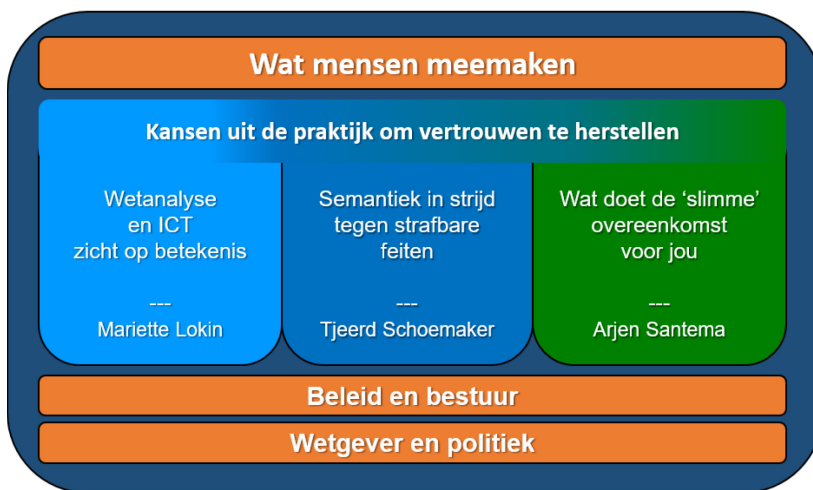 Wat mensen meemaken
Kansen uit de praktijk om vertrouwen te herstellen
Wetanalyse
en ICT
zicht op betekenis
---
Mariette Lokin
Semantiek in strijd
tegen strafbare
feiten
---
Tjeerd Schoemaker
Wat doet de ‘slimme’
overeenkomst
voor jou
---
Arjen Santema
Beleid en bestuur
Wetgever en politiek